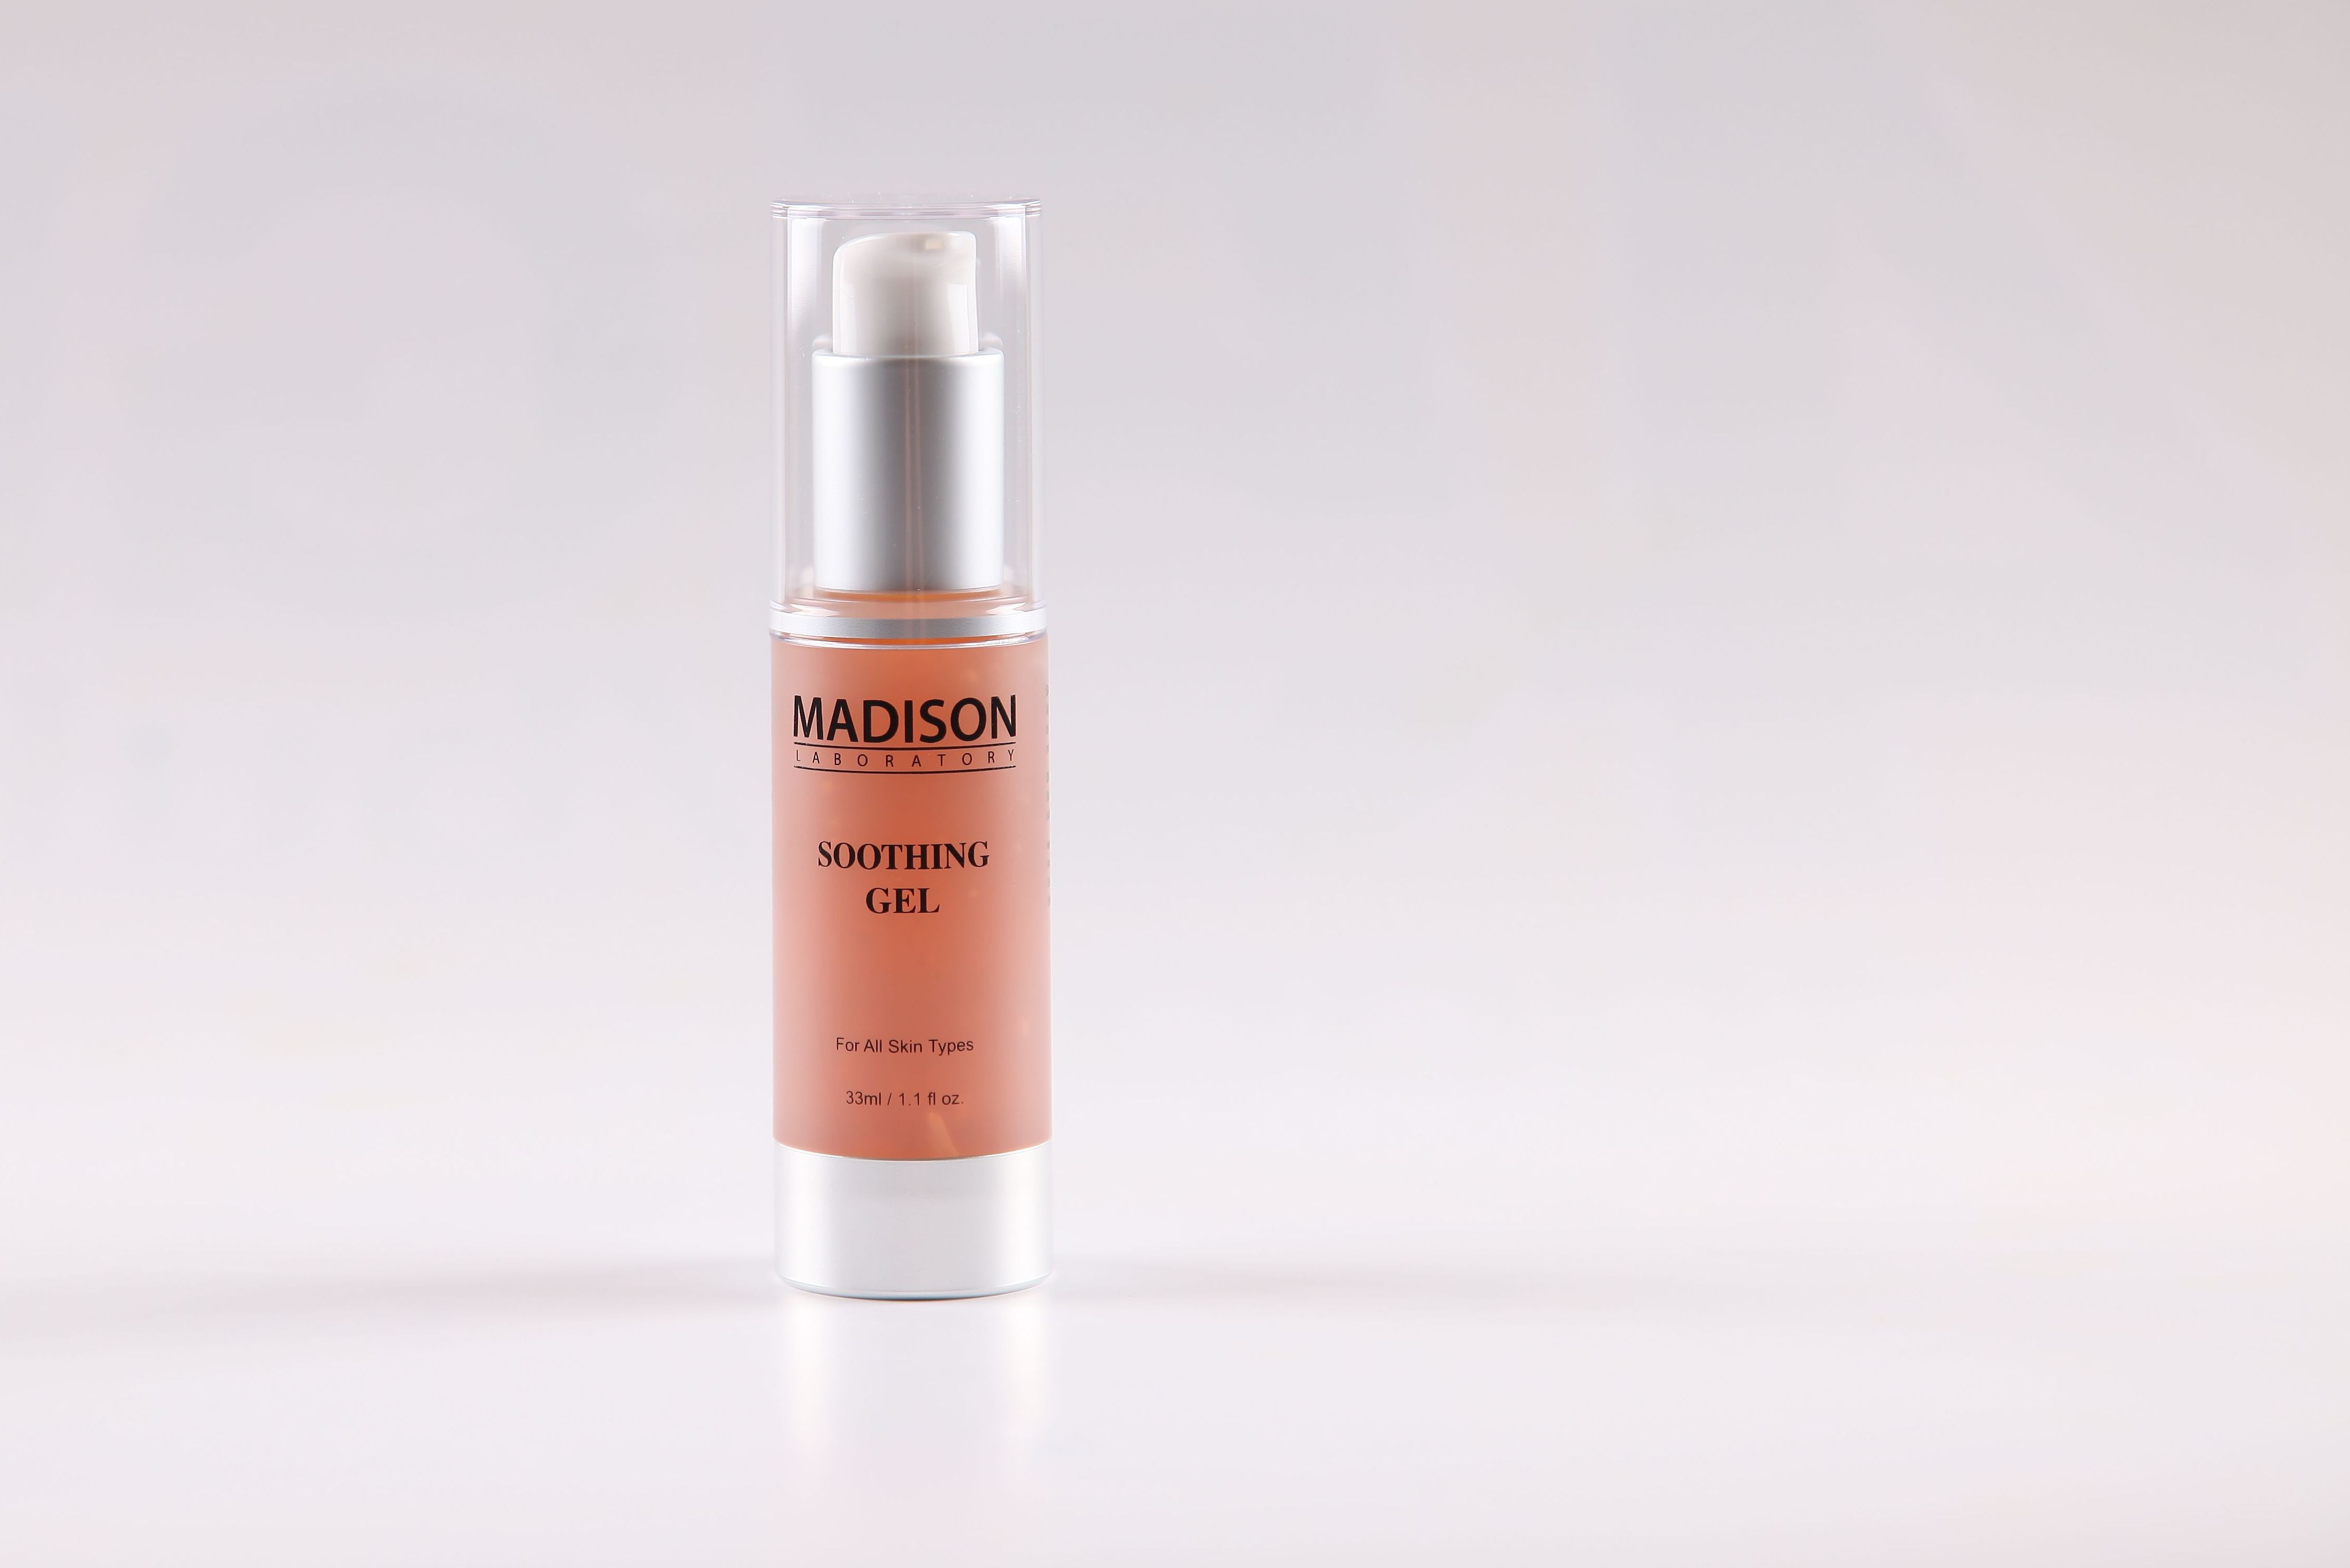 MADISON
LABORATORY
SOOTHING
GEL
For All Skin Types
33ml / 1.1 fl oz.